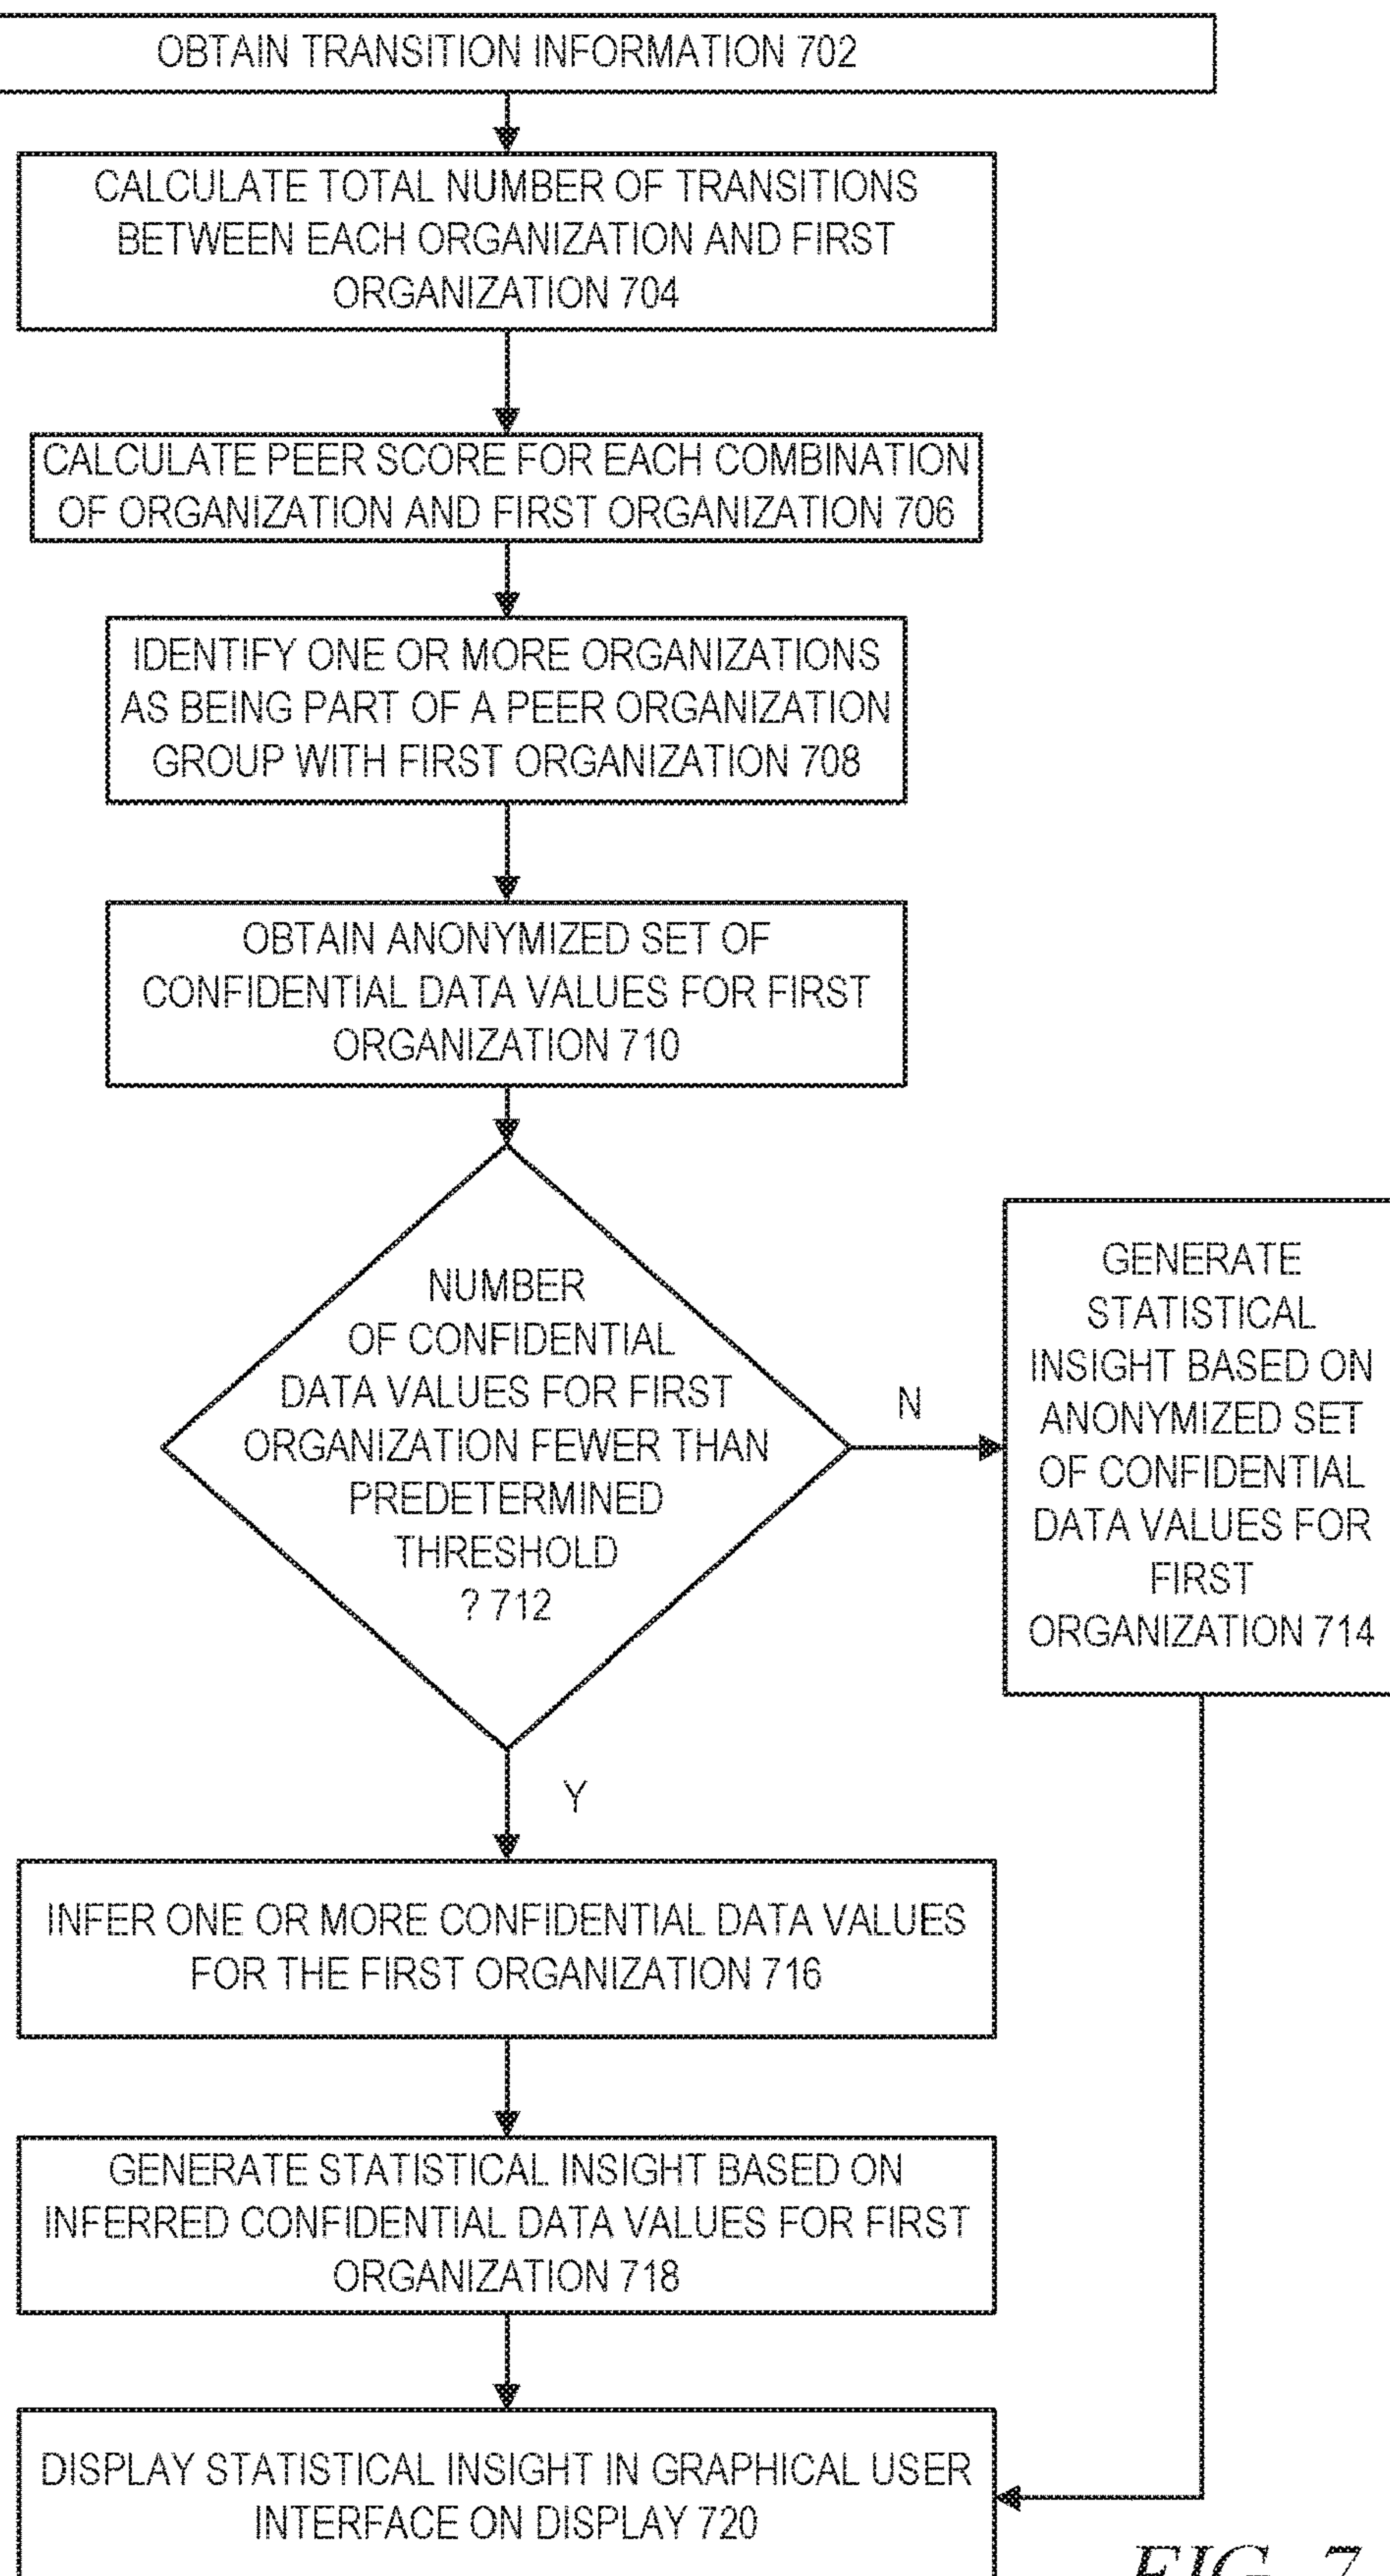 OBTAIN TRANSITION INFORMATION 702
CALCULATE TOTAL NUMBER OF TRANSITIONS
BETWEEN EACH ORGANIZATION AND FIRST
ORGANIZATION 704
CALCULATE PEER SCORE FOR EACH COMBINATION
OF ORGANIZATION AND FIRST ORGANIZATION 706
IDENTIFY ONE OR MORE ORGANIZATIONS
AS BEING PART OF A PEER ORGANIZATION
GROUP WITH FIRST ORGANIZATION 708
OBTAIN ANONYMIZED SET OF
CONFIDENTIAL DATA VALUES FOR FIRST
ORGANIZATION 710
NUMBER
OF CONFIDENTIAL
DATA VALUES FOR FIRST
ORGANIZATION FEWER THAN
PREDETERMINED
THRESHOLD
? 712
N
GENERATE
STATISTICAL
INSIGHT BASED ON
ANONYMIZED SET
OF CONFIDENTIAL
DATA VALUES FOR
FIRST
ORGANIZATION 714
Y
INFER ONE OR MORE CONFIDENTIAL DATA VALUES
FOR THE FIRST ORGANIZATION 716
GENERATE STATISTICAL INSIGHT BASED ON
INFERRED CONFIDENTIAL DATA VALUES FOR FIRST
ORGANIZATION 718
DISPLAY STATISTICAL INSIGHT IN GRAPHICAL USER
INTERFACE ON DISPLAY 720
FIG. 7